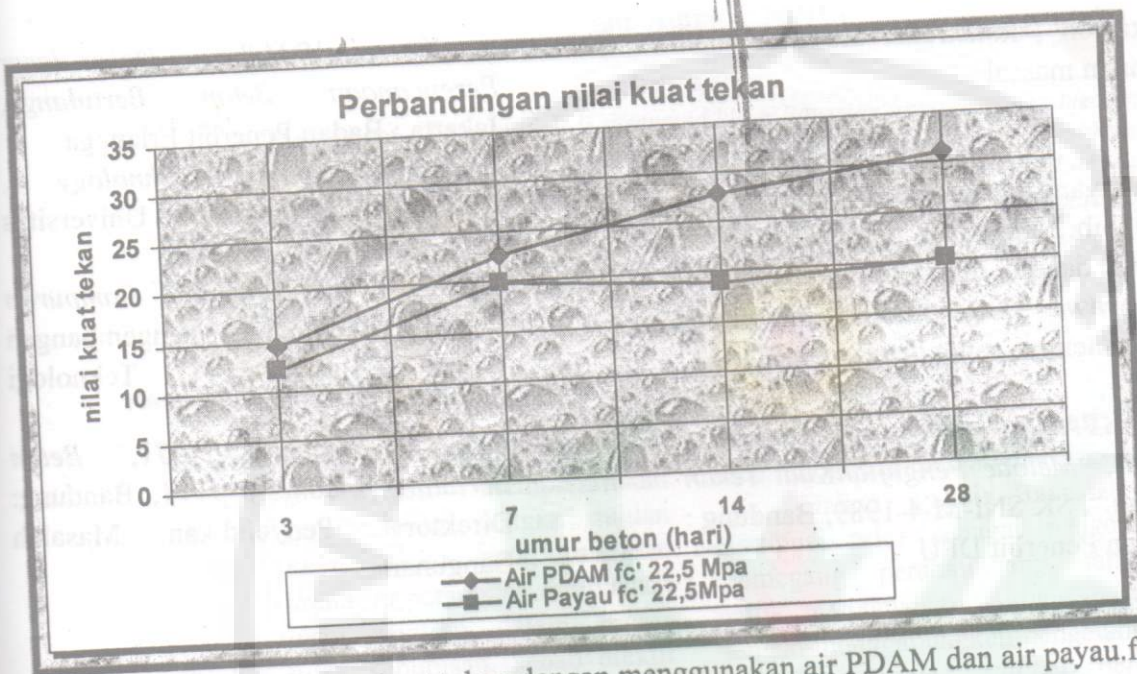 Perbandingan nilai kuat tekan
nilai kuat tekan
35
30
25
20
15
10
5
0
3
7
14
28
umur beton (hari)
Air PDAM fc' 22,5 Mpa
Air Payau fc' 22,5Mpa
menggunakan air PDAM dan air payau.f